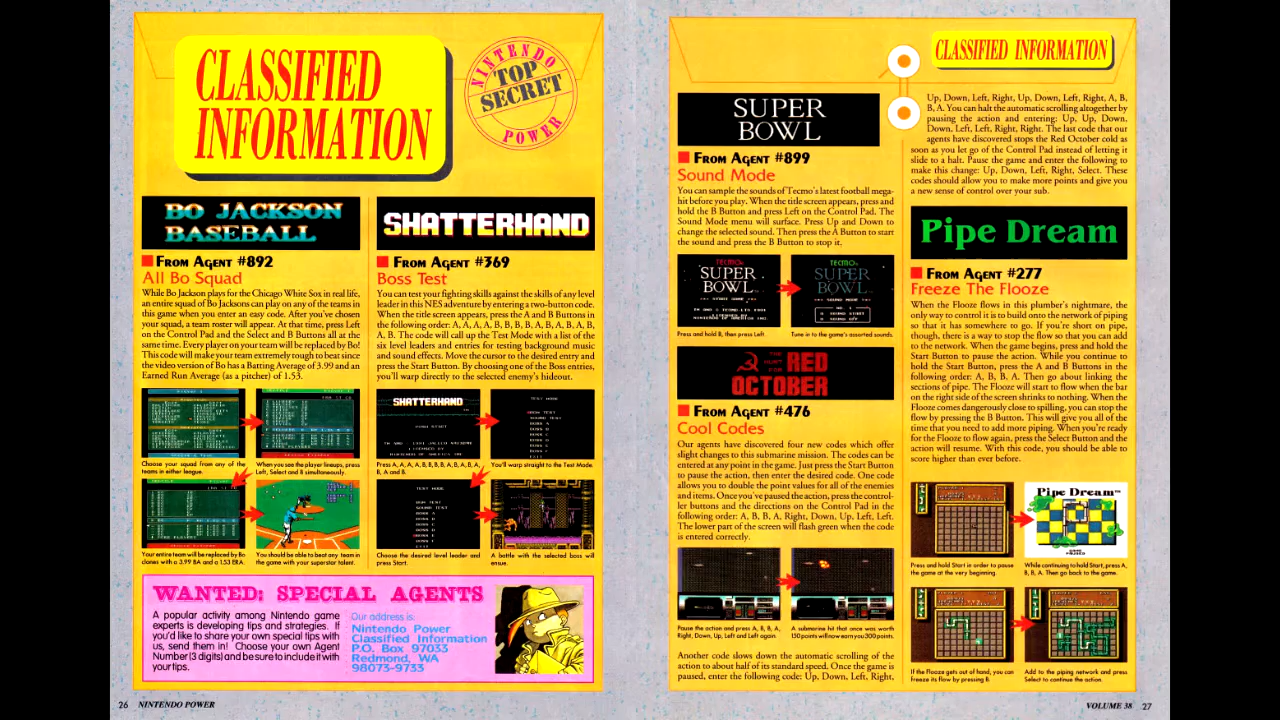 CLASSIFIED
INFORMATION
NINTENDO
TOP
SECRET
POWER
BO JACKSON
BASEBALL
FROM AGENT #892
All Bo Squad
While Bo Jackson plays for the Chicago White Sox in real life,
an entire squad of Bo Jacksons can play on any of the teams in
this game when you enter an easy code. After you've chosen
your squad, a team roster will appear. At that time, press Left
on the Control Pad and the Select and B Buttons all at the
same time. Every player on your team will be replaced by Bo!
This code will make your team extremely tough to beat since
the video version of Bo has a Batting Average of 3.99 and an
Earned Run Average (as a pitcher) of 1.53.
Choose your squad from any of the
teams in either league.
When you see the player lineups, press
Left, Select and B simultaneously.
Your entire team will be replaced by Bo
clones with a 3.99 BA and a 1.53 ERA.
You should be able to beat any team in
the game with your superstar talent.
SHATTERHAND
FROM AGENT #369
Boss Test
You can test your fighting skills against the skills of any level
leader in this NES adventure by entering a two-button code.
When the title screen appears, press the A and B Buttons in
the following order: A, A, A, A, B, B, B, B, A, B, A, B, A, B,
A, B. The code will call up the Test Mode with a list of the
six level leaders and entries for testing background music
and sound effects. Move the cursor to the desired entry and
press the Start Button. By choosing one of the Boss entries,
you'll warp directly to the selected enemy's hideout.
SHATTERHAND
TEST MODE
Press A, A, A, A, B, B, B, B, A, B, A, B, A,
B, A and B.
You'll warp straight to the Test Mode.
TEST MODE
BGM TEST
SOUND TEST
BOSS A
BOSS B
BOSS C
BOSS D
BOSS E
Choose the desired level leader and
press Start.
A battle with the selected boss will
ensue.
WANTED: SPECIAL AGENTS
A popular activity among Nintendo game
experts is developing tips and strategies. If
you'd like to share your own special tips with
us, send them in! Choose your own Agent
Number (3 digits) and be sure to include it with
your tips.
Our address is:
Nintendo Power
Classified Information
P.O. Box 97033
Redmond, WA
98073-9733
26 NINTENDO POWER
CLASSIFIED INFORMATION
SUPER
BOWL
FROM AGENT #899
Sound Mode
You can sample the sounds of Tecmo's latest football mega-
hit before you play. When the title screen appears, press and
hold the B Button and press Left on the Control Pad. The
Sound Mode menu will surface. Press Up and Down to
change the selected sound. Then press the A Button to start
the sound and press the B Button to stop it.
TECMO
SUPER
BOWL
START GAME
TECMO
SUPER
BOWL
SOUND MODE
Press and hold B, then press Left.
Tune in to the game's assorted sounds.
THE
HUNT
FOR
RED
OCTOBER
FROM AGENT #476
Cool Codes
Our agents have discovered four new codes which offer
slight changes to this submarine mission. The codes can be
entered at any point in the game. Just press the Start Button
to pause the action, then enter the desired code. One code
allows you to double the point values for all of the enemies
and items. Once you've paused the action, press the control-
ler buttons and the directions on the Control Pad in the
following order: A, B, B, A, Right, Down, Up, Left, Left.
The lower part of the screen will flash green when the code
is entered correctly.
Pause the action and press A, B, B, A,
Right, Down, Up, Left and Left again.
A submarine hit that once was worth
150 points will now earn you 300 points.
Another code slows down the automatic scrolling of the
action to about half of its standard speed. Once the game is
paused, enter the following code: Up, Down, Left, Right,
Up, Down, Left, Right, Up, Down, Left, Right, A, B,
B, A. You can halt the automatic scrolling altogether by
pausing the action and entering: Up, Up, Down,
Down, Left, Left, Right, Right. The last code that our
agents have discovered stops the Red October cold as
soon as you let go of the Control Pad instead of letting it
slide to a halt. Pause the game and enter the following to
make this change: Up, Down, Left, Right, Select. These
codes should allow you to make more points and give you
a new sense of control over your sub.
Pipe Dream
FROM AGENT #277
Freeze The Flooze
When the Flooze flows in this plumber's nightmare, the
only way to control it is to build onto the network of piping
so that it has somewhere to go. If you're short on pipe,
though, there is a way to stop the flow so that you can add
to the network. When the game begins, press and hold the
Start Button to pause the action. While you continue to
hold the Start Button, press the A and B Buttons in the
following order: A, B, B, A. Then go about linking the
sections of pipe. The Flooze will start to flow when the bar
on the right side of the screen shrinks to nothing. When the
Flooze comes dangerously close to spilling, you can stop the
flow by pressing the B Button. This will give you all of the
time that you need to add more piping. When you're ready
for the Flooze to flow again, press the Select Button and the
action will resume. With this code, you should be able to
score higher than ever before.
Pipe Dream
GAME
PAUSED
Press and hold Start in order to pause
the game at the very beginning.
While continuing to hold Start, press A,
B, B, A. Then go back to the game.
If the Flooze gets out of hand, you can
freeze its flow by pressing B.
Add to the piping network and press
Select to continue the action.
VOLUME 38 27